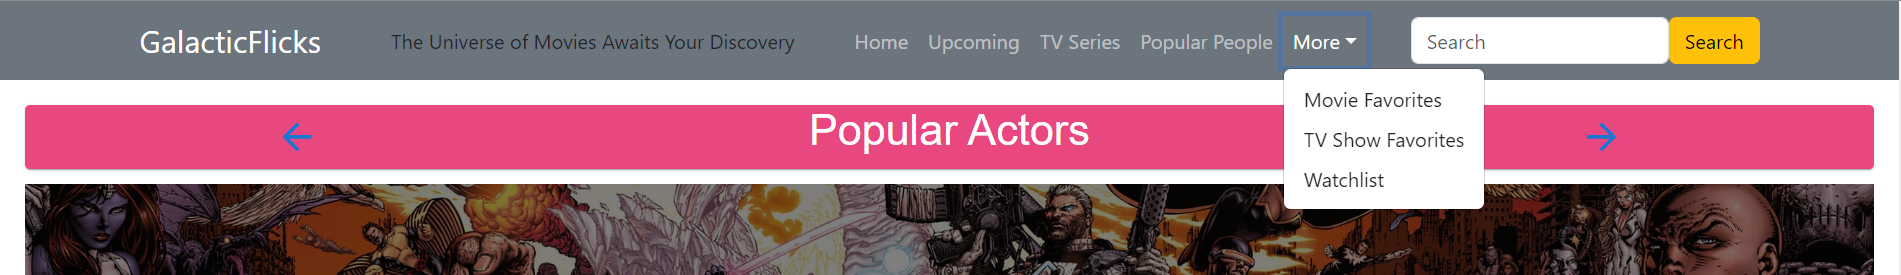 GalacticFlicks The Universe of Movies Awaits Your Discovery Home Upcoming TV Series Popular People More Search Search
Movie Favorites
Popular Actors
TV Show Favorites
Watchlist